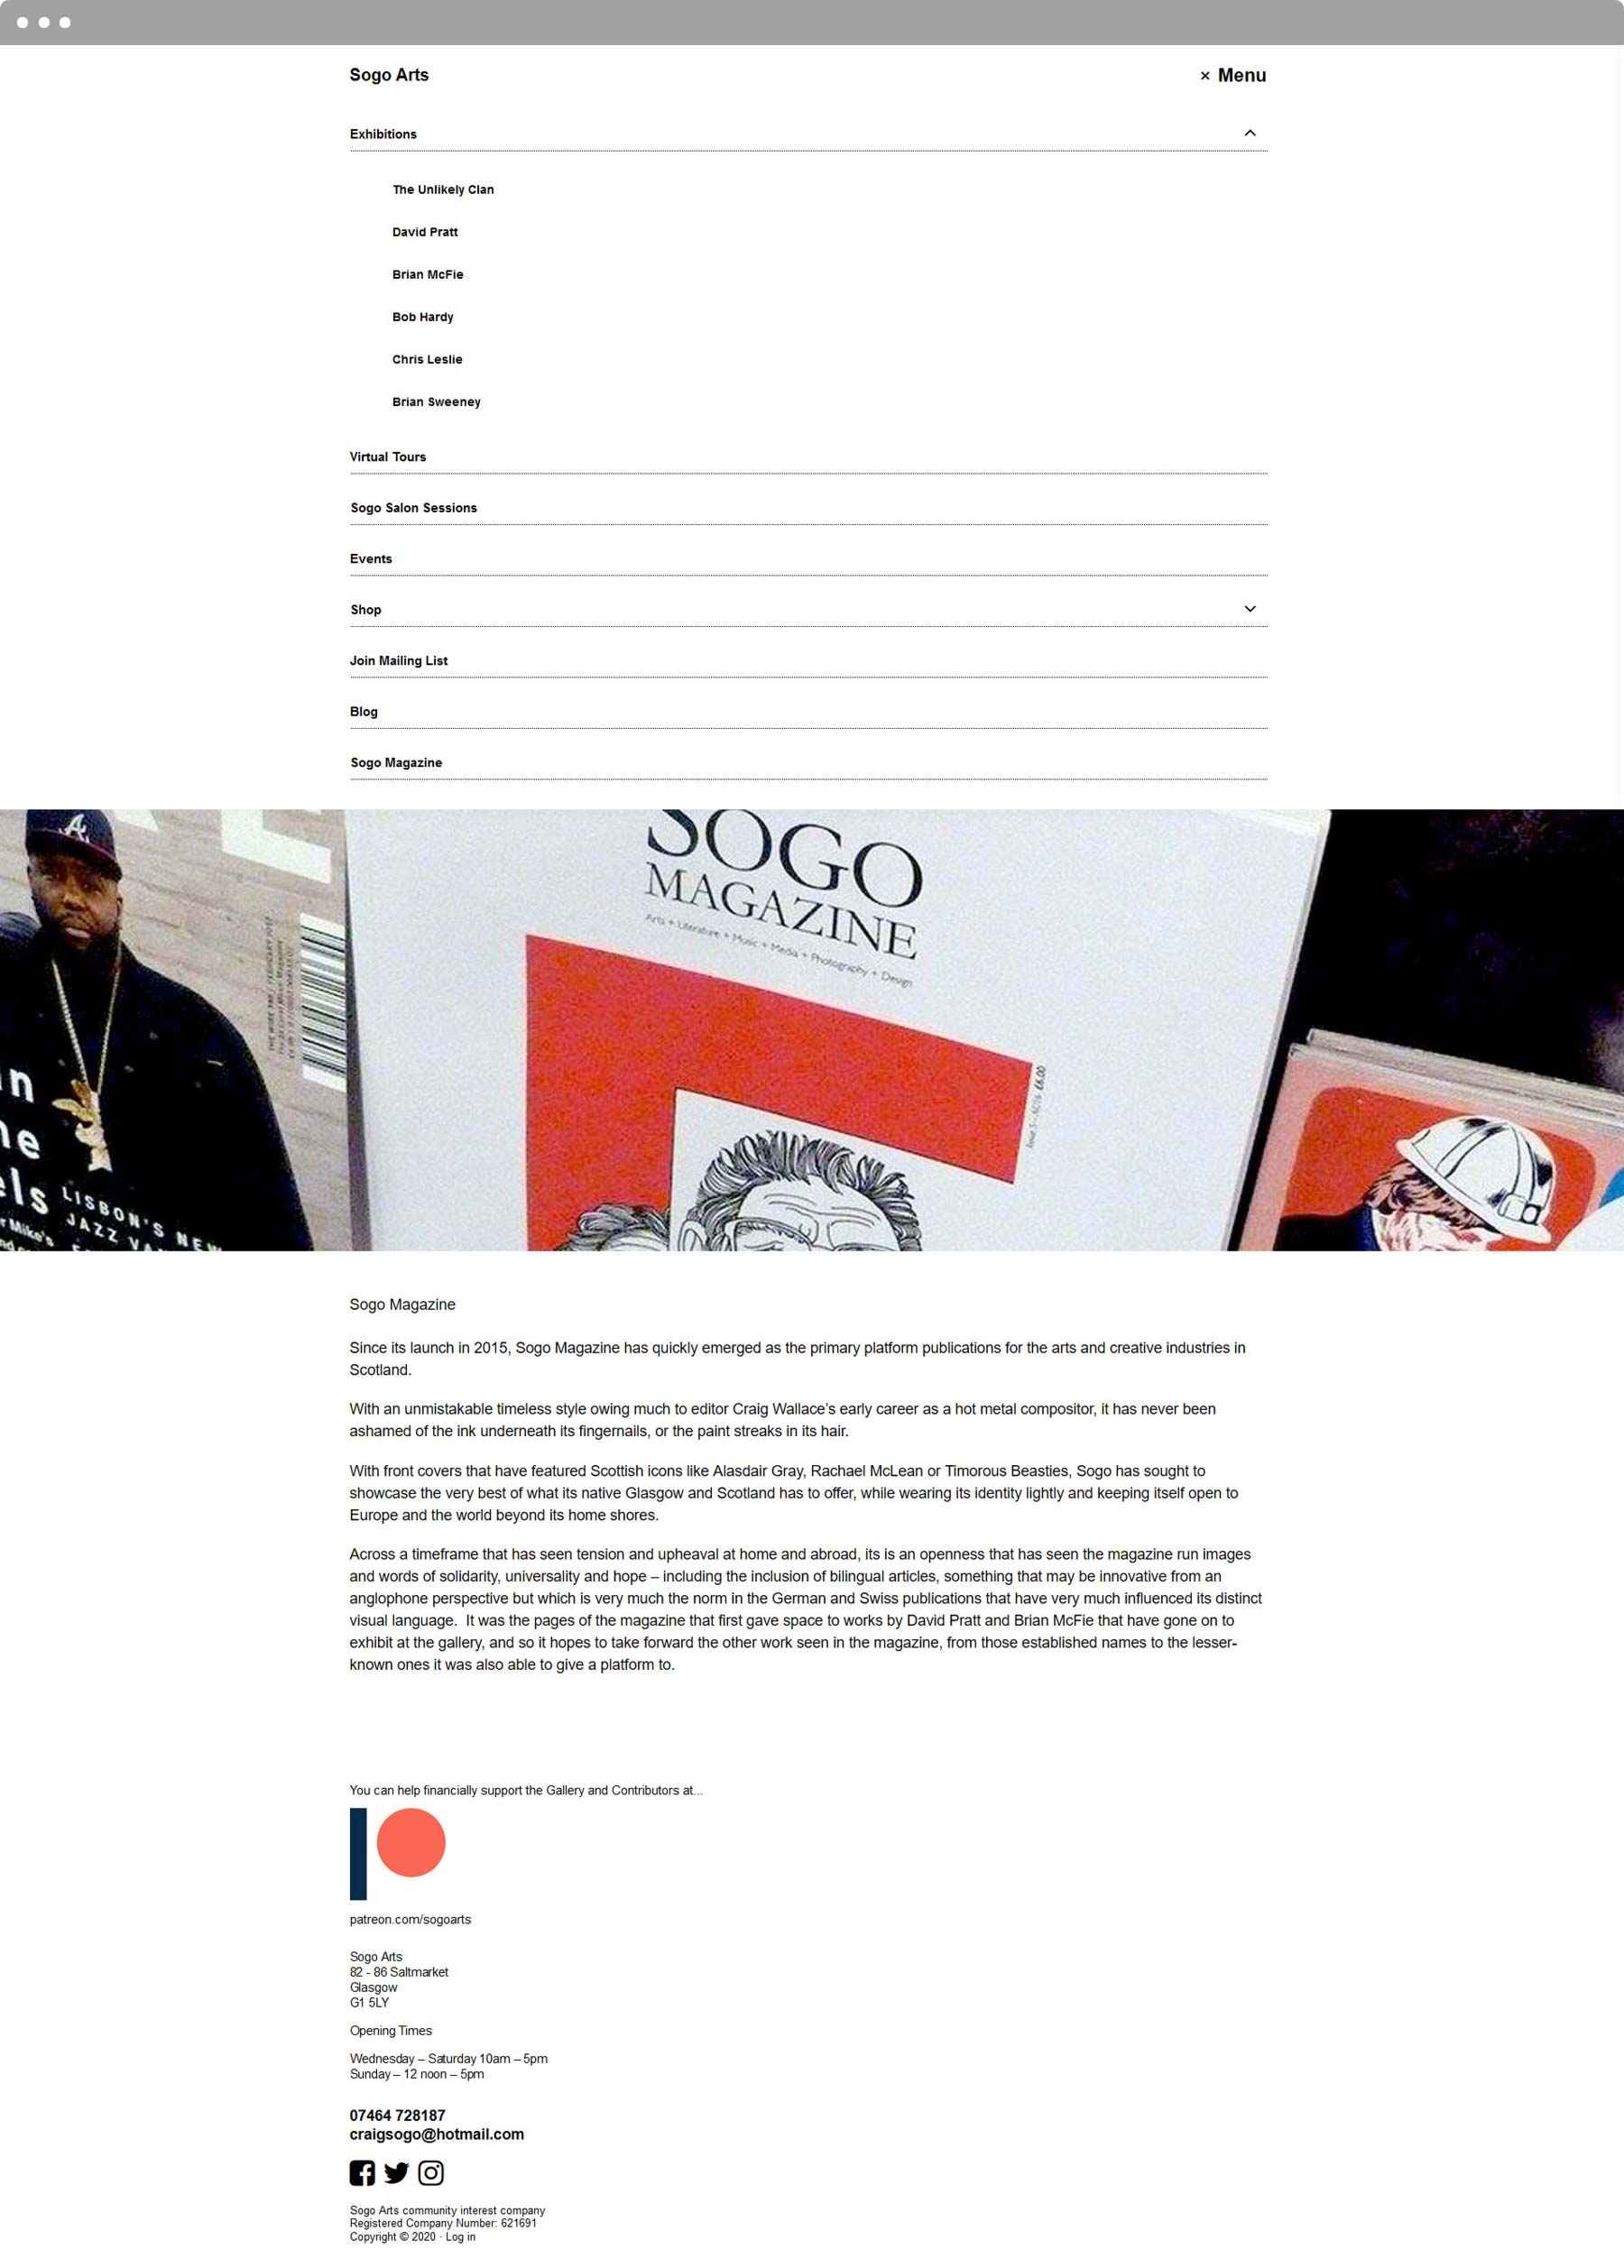 Sogo Arts
× Menu
Exhibitions
The Unlikely Clan
David Pratt
Brian McFie
Bob Hardy
Chris Leslie
Brian Sweeney
Virtual Tours
Sogo Salon Sessions
Events
Shop
Join Mailing List
Blog
Sogo Magazine
A
SOGO
MAGAZINE
Arts + Literature + Music + Media + Photography + Design
£6.00
LISBON'S NEW
JAZZ
Mike's
Sogo Magazine
Since its launch in 2015, Sogo Magazine has quickly emerged as the primary platform publications for the arts and creative industries in
Scotland.
With an unmistakable timeless style owing much to editor Craig Wallace’s early career as a hot metal compositor, it has never been
ashamed of the ink underneath its fingernails, or the paint streaks in its hair.
With front covers that have featured Scottish icons like Alasdair Gray, Rachael McLean or Timorous Beasties, Sogo has sought to
showcase the very best of what its native Glasgow and Scotland has to offer, while wearing its identity lightly and keeping itself open to
Europe and the world beyond its home shores.
Across a timeframe that has seen tension and upheaval at home and abroad, its is an openness that has seen the magazine run images
and words of solidarity, universality and hope – including the inclusion of bilingual articles, something that may be innovative from an
anglophone perspective but which is very much the norm in the German and Swiss publications that have very much influenced its distinct
visual language.  It was the pages of the magazine that first gave space to works by David Pratt and Brian McFie that have gone on to
exhibit at the gallery, and so it hopes to take forward the other work seen in the magazine, from those established names to the lesser-
known ones it was also able to give a platform to.
You can help financially support the Gallery and Contributors at...
patreon.com/sogoarts
Sogo Arts
82 - 86 Saltmarket
Glasgow
G1 5LY
Opening Times
Wednesday – Saturday 10am – 5pm
Sunday – 12 noon – 5pm
07464 728187
craigsogo@hotmail.com
Sogo Arts community interest company
Registered Company Number: 621691
Copyright © 2020 · Log in